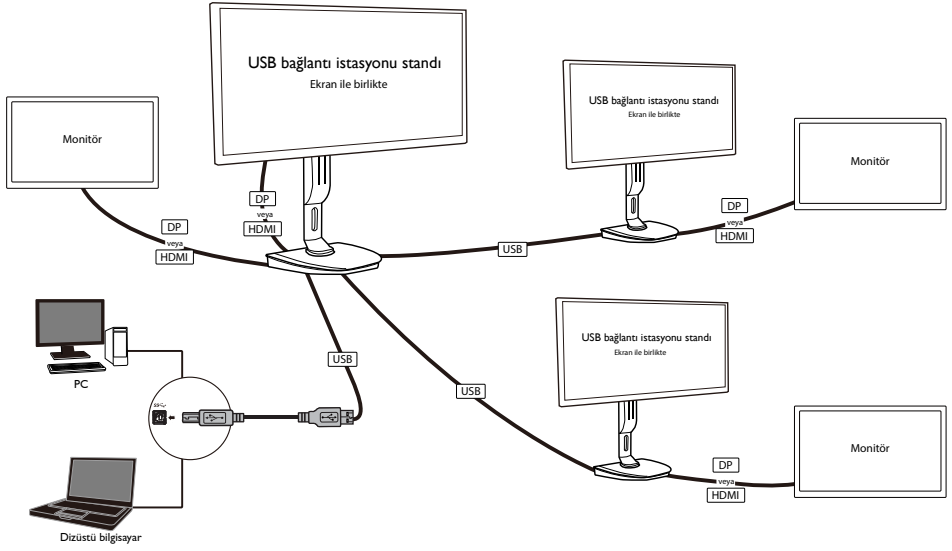 USB bağlantı istasyonu standı
Ekran ile birlikte
Monitör
DP
veya
HDMI
DP
veya
HDMI
USB bağlantı istasyonu standı
Ekran ile birlikte
Monitör
DP
veya
HDMI
USB
PC
USB
USB
USB bağlantı istasyonu standı
Ekran ile birlikte
Monitör
DP
veya
HDMI
Dizüstü bilgisayar